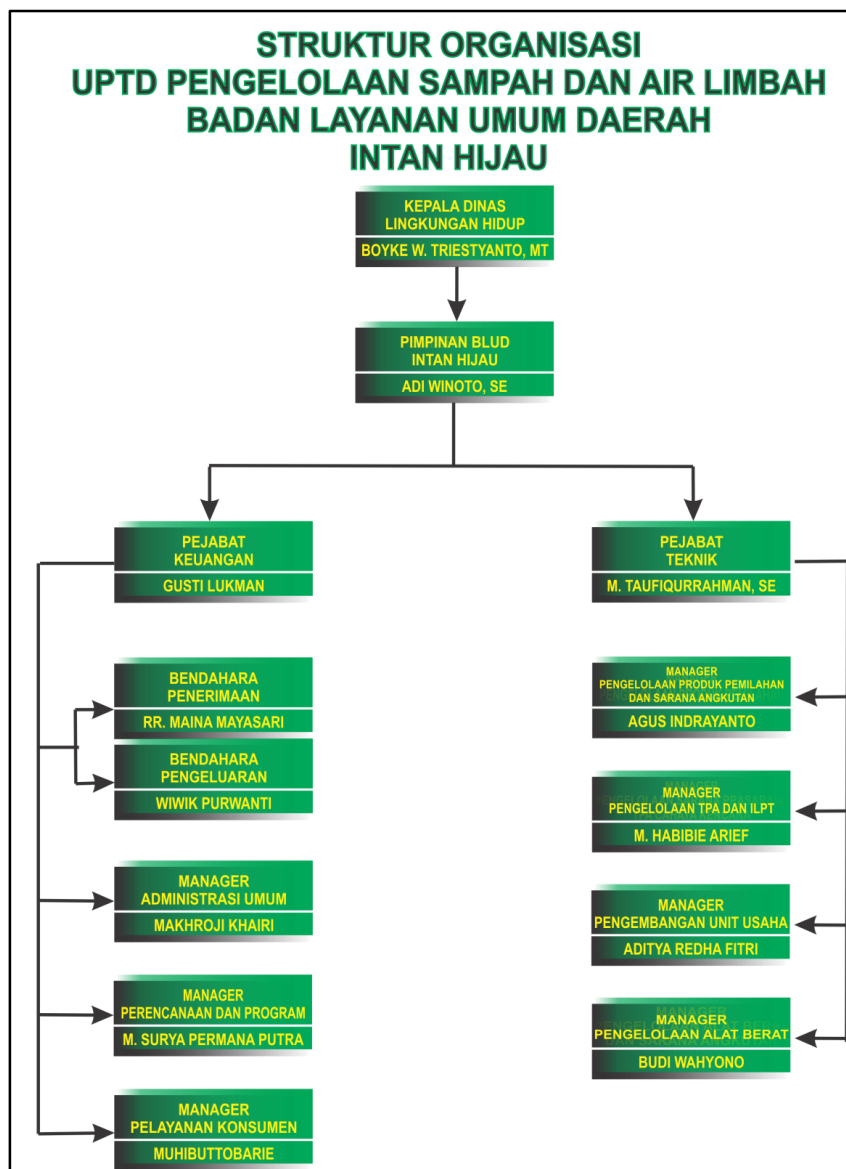 STRUKTUR ORGANISASI
UPTD PENGELOLAAN SAMPAH DAN AIR LIMBAH
BADAN LAYANAN UMUM DAERAH
INTAN HIJAU
KEPALA DINAS
LINGKUNGAN HIDUP
BOYKE W. TRIESTYANTO, MT
PIMPINAN BLUD
INTAN HIJAU
ADI WINOTO, SE
PEJABAT
KEUANGAN
GUSTI LUKMAN
BENDAHARA
PENERIMAAN
RR. MAINA MAYASARI
BENDAHARA
PENGELUARAN
WIWIK PURWANTI
MANAGER
ADMINISTRASI UMUM
MAKHROJI KHAIRI
MANAGER
PERENCANAAN DAN PROGRAM
M. SURYA PERMANA PUTRA
MANAGER
PELAYANAN KONSUMEN
MUHIBUTTOBARIE
PEJABAT
TEKNIK
M. TAUFIQURRAHMAN, SE
MANAGER
PENGELOLAAN PRODUK PEMILAHAN
DAN SARANA ANGKUTAN
AGUS INDRAYANTO
MANAGER
PENGELOLAAN TPA DAN ILPT
M. HABIBIE ARIEF
MANAGER
PENGEMBANGAN UNIT USAHA
ADITYA REDHA FITRI
MANAGER
PENGELOLAAN ALAT BERAT
BUDI WAHYONO